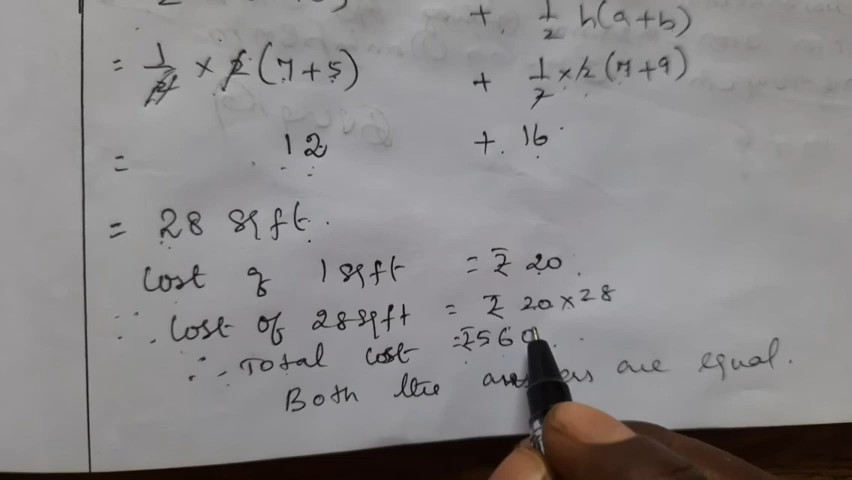 + 1/2 h(a+b)
= 1/2 × 2 (7+5) + 1/2 × 2 (7+9)
= 12 + 16
= 28 sqft.
Cost of 1 sqft = ₹ 20.
∴ Cost of 28 sqft = ₹ 20 × 28
∴ Total cost = ₹ 560.
Both the answers are equal.